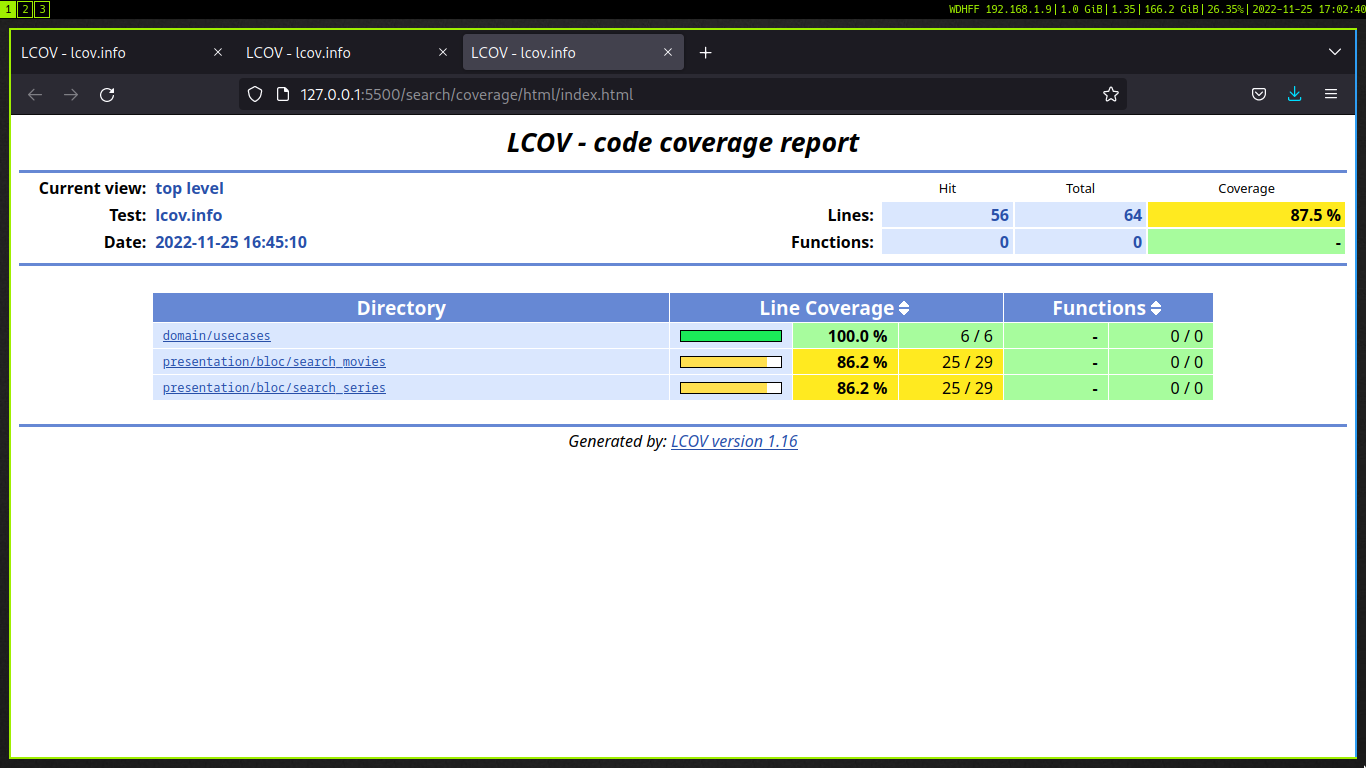 1 2 3 WDHFF 192.168.1.9| 1.0 GiB| 1.35| 166.2 GiB| 26.35%| 2022-11-25 17:02:40
LCOV - lcov.info × LCOV - lcov.info × LCOV - lcov.info × +
127.0.0.1:5500/search/coverage/html/index.html
LCOV - code coverage report
Current view: top level Hit Total Coverage
Test: lcov.info Lines: 56 64 87.5 %
Date: 2022-11-25 16:45:10 Functions: 0 0 -
Directory Line Coverage Functions
domain/usecases 100.0 % 6 / 6 - 0 / 0
presentation/bloc/search_movies 86.2 % 25 / 29 - 0 / 0
presentation/bloc/search_series 86.2 % 25 / 29 - 0 / 0
Generated by: LCOV version 1.16